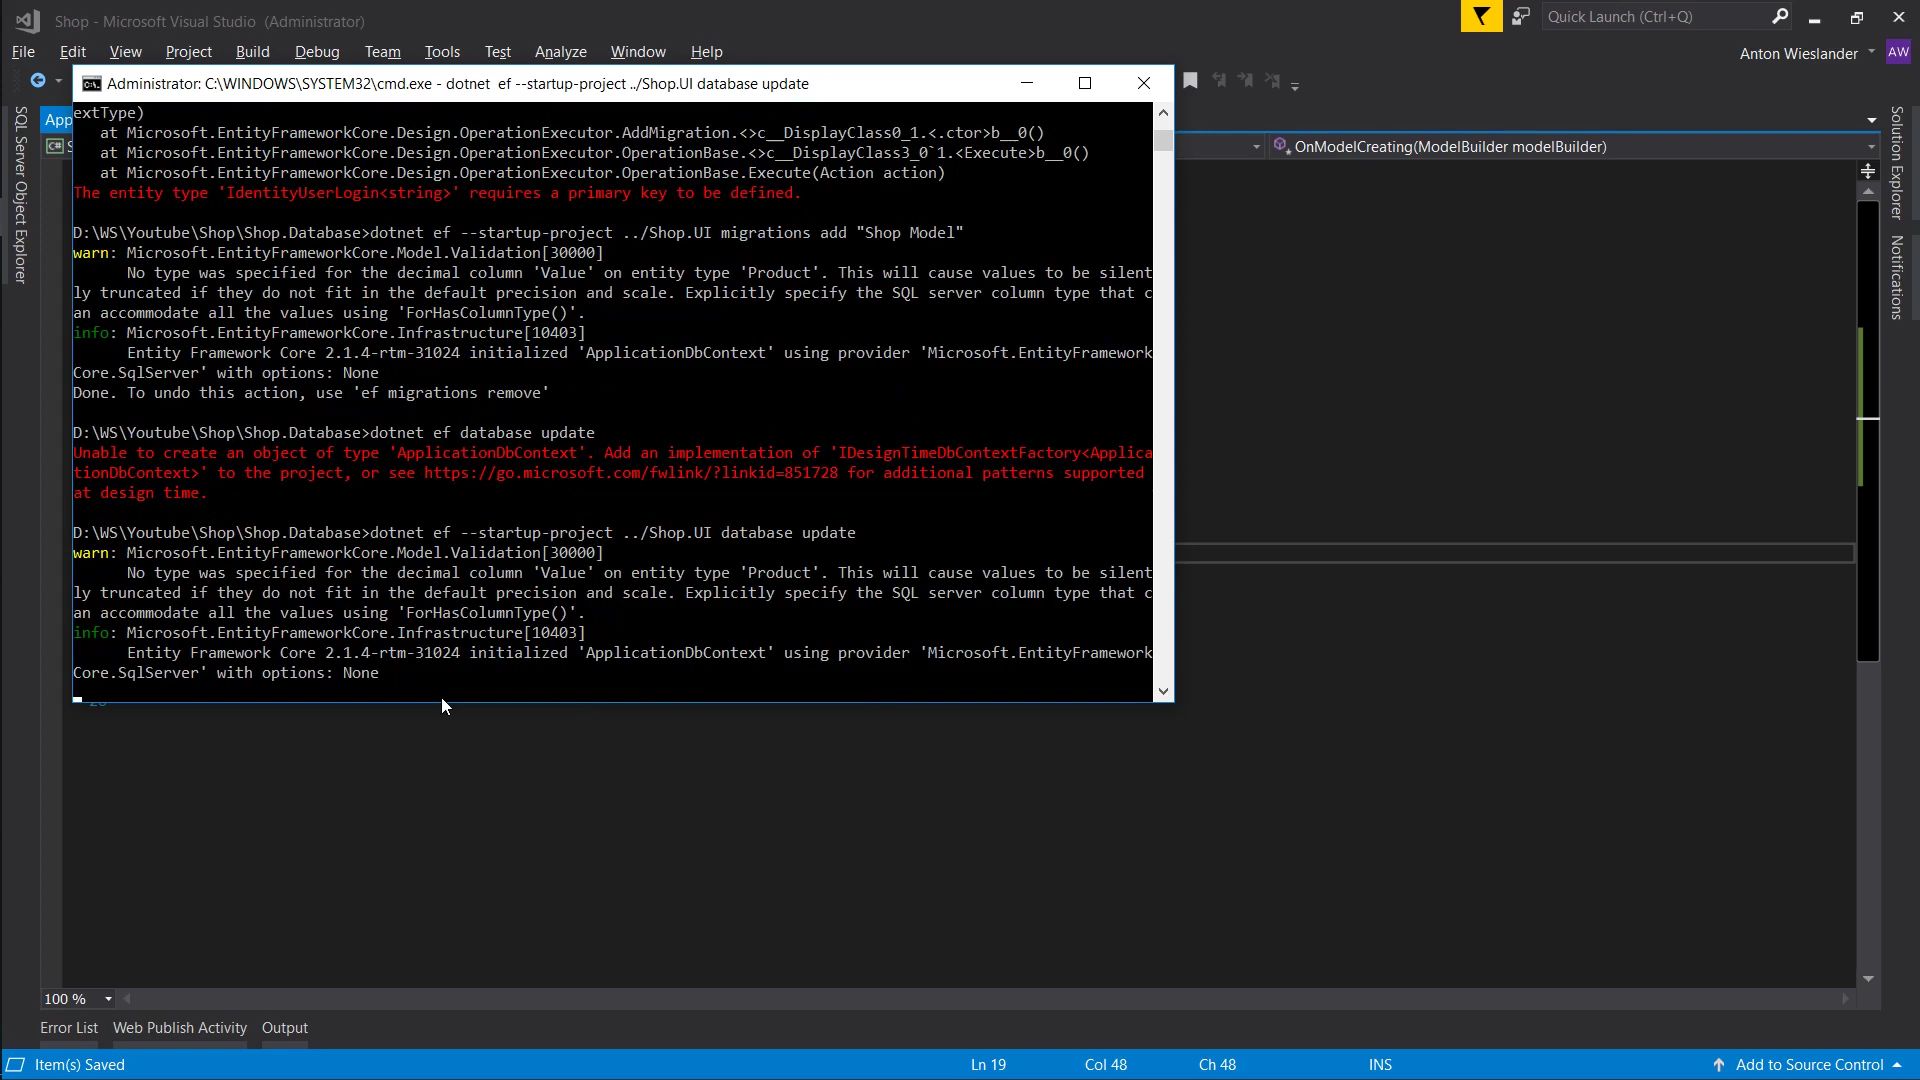 Shop - Microsoft Visual Studio (Administrator)
Quick Launch (Ctrl+Q)
File Edit View Project Build Debug Team Tools Test Analyze Window Help
Anton Wieslander AW
Administrator: C:\WINDOWS\SYSTEM32\cmd.exe - dotnet ef --startup-project ../Shop.UI database update
SQL Server Object Explorer
App
C#
OnModelCreating(ModelBuilder modelBuilder)
Solution Explorer
Notifications
extType)
   at Microsoft.EntityFrameworkCore.Design.OperationExecutor.AddMigration.<>c__DisplayClass0_1.<.ctor>b__0()
   at Microsoft.EntityFrameworkCore.Design.OperationExecutor.OperationBase.<>c__DisplayClass3_0`1.<Execute>b__0()
   at Microsoft.EntityFrameworkCore.Design.OperationExecutor.OperationBase.Execute(Action action)
The entity type 'IdentityUserLogin<string>' requires a primary key to be defined.
D:\WS\Youtube\Shop\Shop.Database>dotnet ef --startup-project ../Shop.UI migrations add "Shop Model"
warn: Microsoft.EntityFrameworkCore.Model.Validation[30000]
      No type was specified for the decimal column 'Value' on entity type 'Product'. This will cause values to be silent
ly truncated if they do not fit in the default precision and scale. Explicitly specify the SQL server column type that c
an accommodate all the values using 'ForHasColumnType()'.
info: Microsoft.EntityFrameworkCore.Infrastructure[10403]
      Entity Framework Core 2.1.4-rtm-31024 initialized 'ApplicationDbContext' using provider 'Microsoft.EntityFramework
Core.SqlServer' with options: None
Done. To undo this action, use 'ef migrations remove'
D:\WS\Youtube\Shop\Shop.Database>dotnet ef database update
Unable to create an object of type 'ApplicationDbContext'. Add an implementation of 'IDesignTimeDbContextFactory<Applica
tionDbContext>' to the project, or see https://go.microsoft.com/fwlink/?linkid=851728 for additional patterns supported
at design time.
D:\WS\Youtube\Shop\Shop.Database>dotnet ef --startup-project ../Shop.UI database update
warn: Microsoft.EntityFrameworkCore.Model.Validation[30000]
      No type was specified for the decimal column 'Value' on entity type 'Product'. This will cause values to be silent
ly truncated if they do not fit in the default precision and scale. Explicitly specify the SQL server column type that c
an accommodate all the values using 'ForHasColumnType()'.
info: Microsoft.EntityFrameworkCore.Infrastructure[10403]
      Entity Framework Core 2.1.4-rtm-31024 initialized 'ApplicationDbContext' using provider 'Microsoft.EntityFramework
Core.SqlServer' with options: None
100 %
Error List Web Publish Activity Output
Item(s) Saved Ln 19 Col 48 Ch 48 INS Add to Source Control